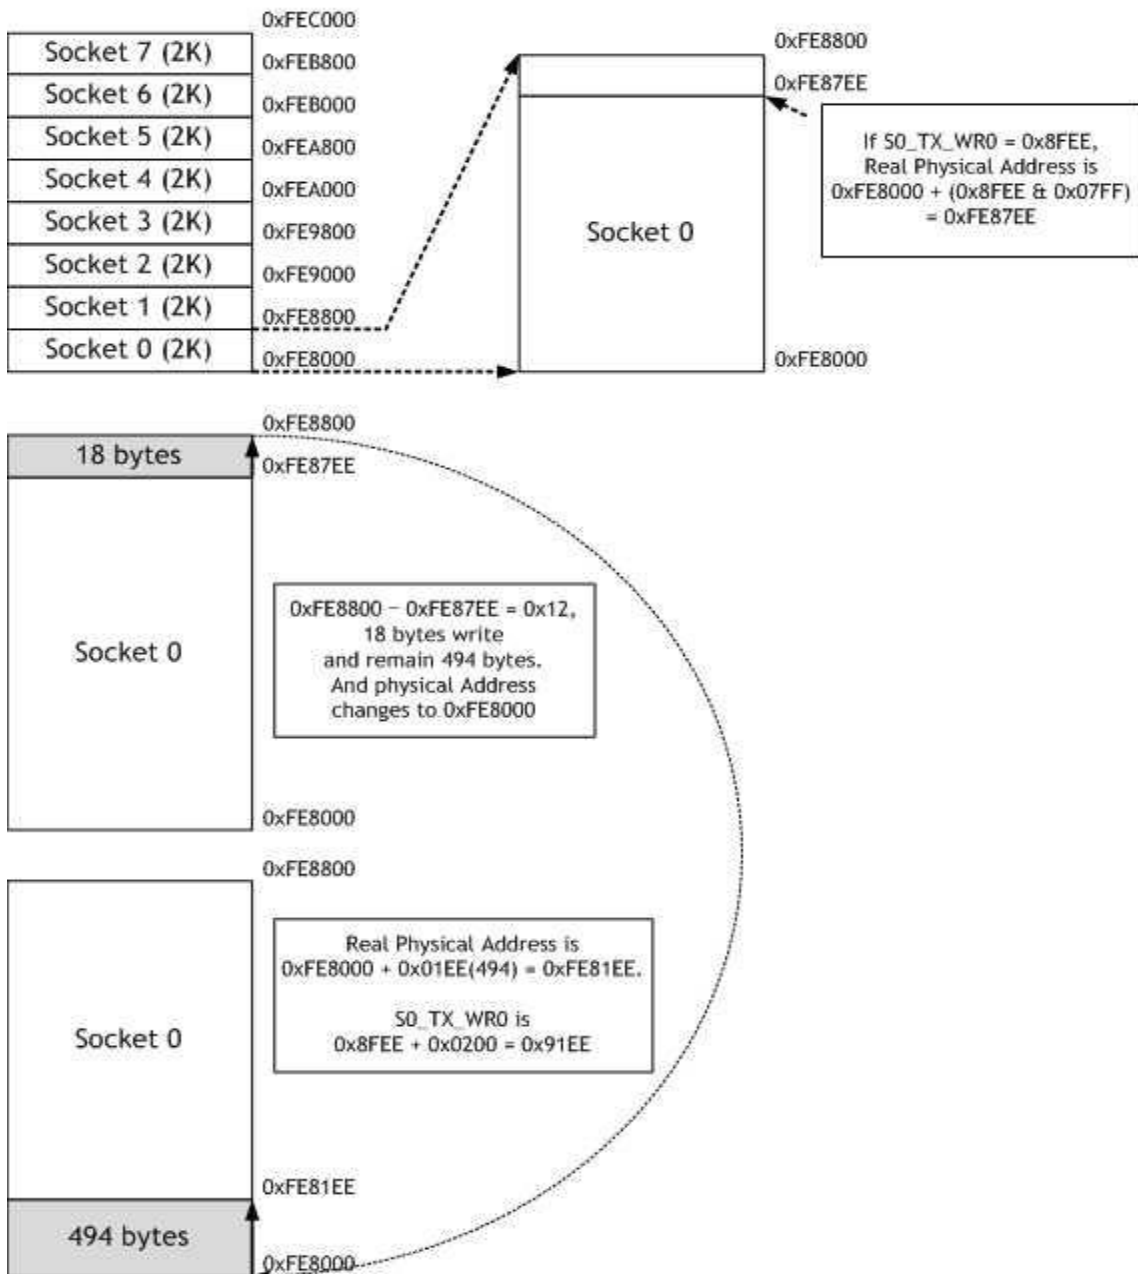 0xFEC000
Socket 7 (2K)
0xFEB800
Socket 6 (2K)
0xFEB000
Socket 5 (2K)
0xFEA800
Socket 4 (2K)
0xFEA000
Socket 3 (2K)
0xFE9800
Socket 2 (2K)
0xFE9000
Socket 1 (2K)
0xFE8800
Socket 0 (2K)
0xFE8000
0xFE8800
0xFE87EE
Socket 0
0xFE8000
If S0_TX_WR0 = 0x8FEE,
Real Physical Address is
0xFE8000 + (0x8FEE & 0x07FF)
= 0xFE87EE
0xFE8800
18 bytes
0xFE87EE
Socket 0
0xFE8800 − 0xFE87EE = 0x12,
18 bytes write
and remain 494 bytes.
And physical Address
changes to 0xFE8000
0xFE8000
0xFE8800
Socket 0
Real Physical Address is
0xFE8000 + 0x01EE(494) = 0xFE81EE.
S0_TX_WR0 is
0x8FEE + 0x0200 = 0x91EE
0xFE81EE
494 bytes
0xFE8000